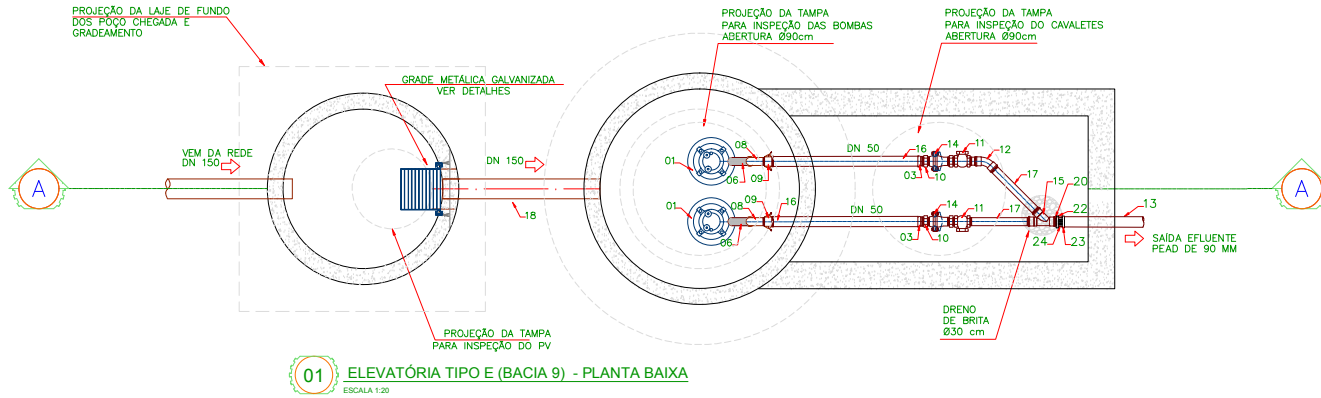 PROJEÇÃO DA LAJE DE FUNDO
DOS POÇO CHEGADA E
GRADEAMENTO
PROJEÇÃO DA TAMPA
PARA INSPEÇÃO DAS BOMBAS
ABERTURA Ø90cm
PROJEÇÃO DA TAMPA
PARA INSPEÇÃO DO CAVALETES
ABERTURA Ø90cm
GRADE METÁLICA GALVANIZADA
VER DETALHES
VEM DA REDE
DN 150
DN 150
18
01
08
06
09
DN 50
16
03
14
10
11
12
17
15
20
22
13
A
A
01
08
06
09
16
DN 50
03
14
10
11
17
24
23
SAÍDA EFLUENTE
PEAD DE 90 MM
DRENO
DE BRITA
Ø30 cm
PROJEÇÃO DA TAMPA
PARA INSPEÇÃO DO PV
01
ELEVATÓRIA TIPO E (BACIA 9) - PLANTA BAIXA
ESCALA 1:20